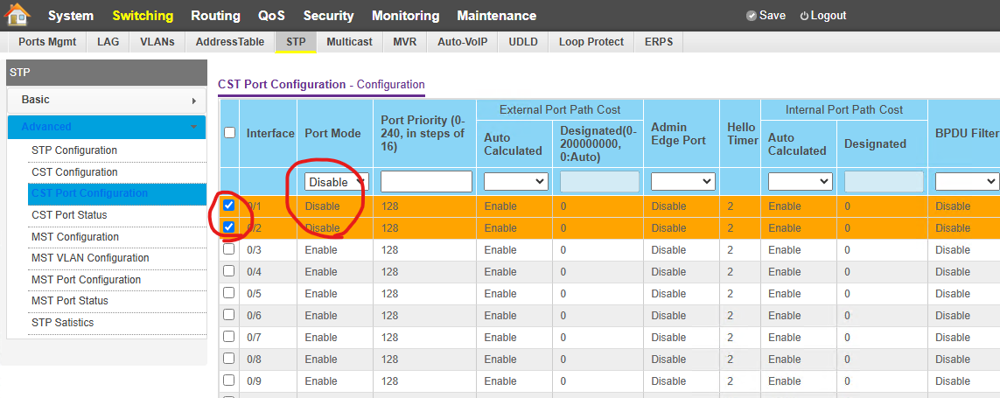 System Switching Routing QoS Security Monitoring Maintenance Save Logout
Ports Mgmt LAG VLANs AddressTable STP Multicast MVR Auto-VoIP UDLD Loop Protect ERPS
STP
Basic
Advanced
STP Configuration
CST Configuration
CST Port Configuration
CST Port Status
MST Configuration
MST VLAN Configuration
MST Port Configuration
MST Port Status
STP Satistics
CST Port Configuration - Configuration
External Port Path Cost Internal Port Path Cost
Interface Port Mode Port Priority (0-240, in steps of 16) Auto Calculated Designated(0-200000000, 0:Auto) Admin Edge Port Hello Timer Auto Calculated Designated BPDU Filter
Disable
0/1 Disable 128 Enable 0 Disable 2 Enable 0 Disable
0/2 Disable 128 Enable 0 Disable 2 Enable 0 Disable
0/3 Enable 128 Enable 0 Disable 2 Enable 0 Disable
0/4 Enable 128 Enable 0 Disable 2 Enable 0 Disable
0/5 Enable 128 Enable 0 Disable 2 Enable 0 Disable
0/6 Enable 128 Enable 0 Disable 2 Enable 0 Disable
0/7 Enable 128 Enable 0 Disable 2 Enable 0 Disable
0/8 Enable 128 Enable 0 Disable 2 Enable 0 Disable
0/9 Enable 128 Enable 0 Disable 2 Enable 0 Disable